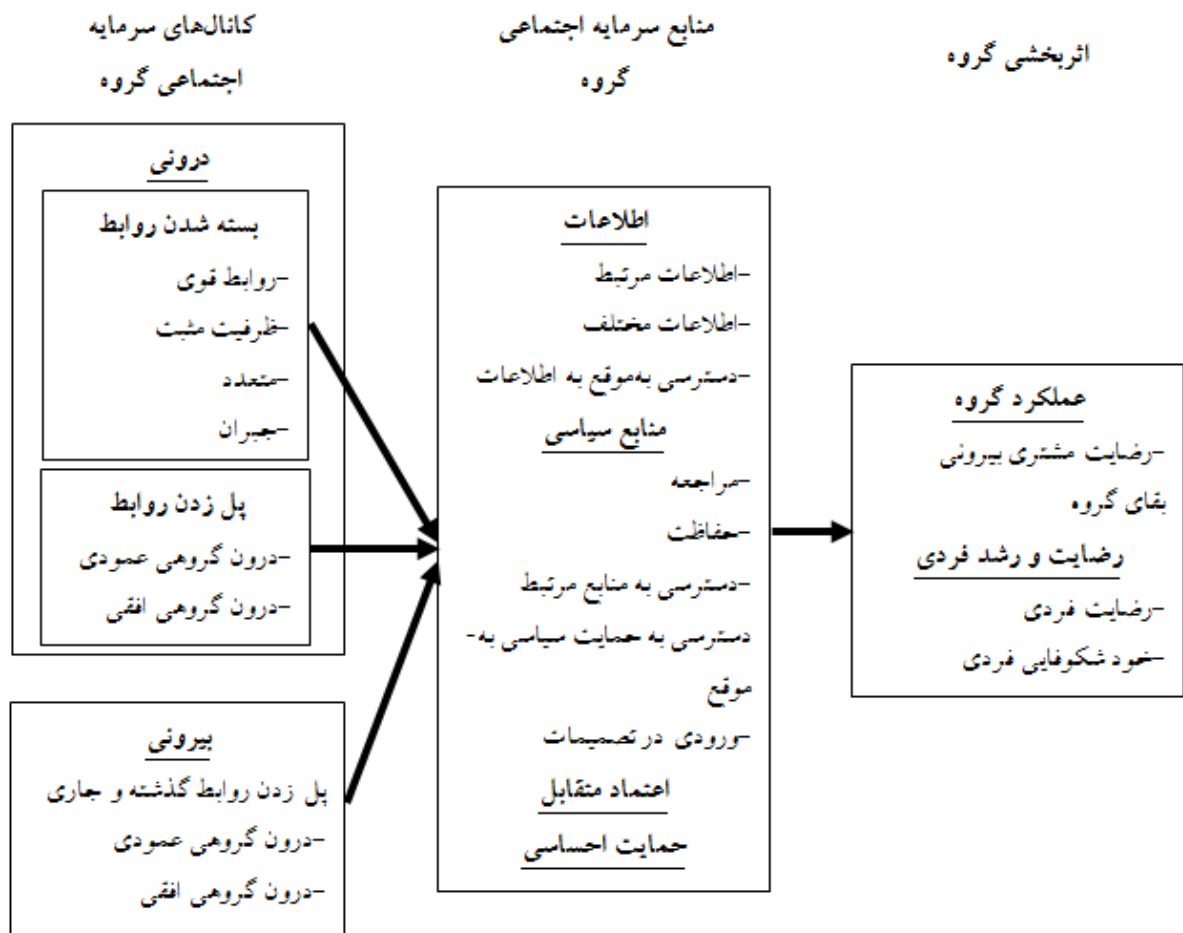 کانال‌های سرمایه
اجتماعی گروه
درونی
بسته شدن روابط
-روابط قوی
-ظرفیت مثبت
-متعدد
-جبران
پل زدن روابط
-درون گروهی عمودی
-درون گروهی افقی
بیرونی
پل زدن روابط گذشته و جاری
-درون گروهی عمودی
-درون گروهی افقی
منابع سرمایه اجتماعی
گروه
اطلاعات
-اطلاعات مرتبط
-اطلاعات مختلف
-دسترسی به‌موقع به اطلاعات
منابع سیاسی
-مراجعه
-حفاظت
-دسترسی به منابع مرتبط
دسترسی به حمایت سیاسی به-
موقع
-ورودی در تصمیمات
اعتماد متقابل
حمایت احساسی
اثربخشی گروه
عملکرد گروه
-رضایت مشتری بیرونی
بقای گروه
رضایت و رشد فردی
-رضایت فردی
-خود شکوفایی فردی